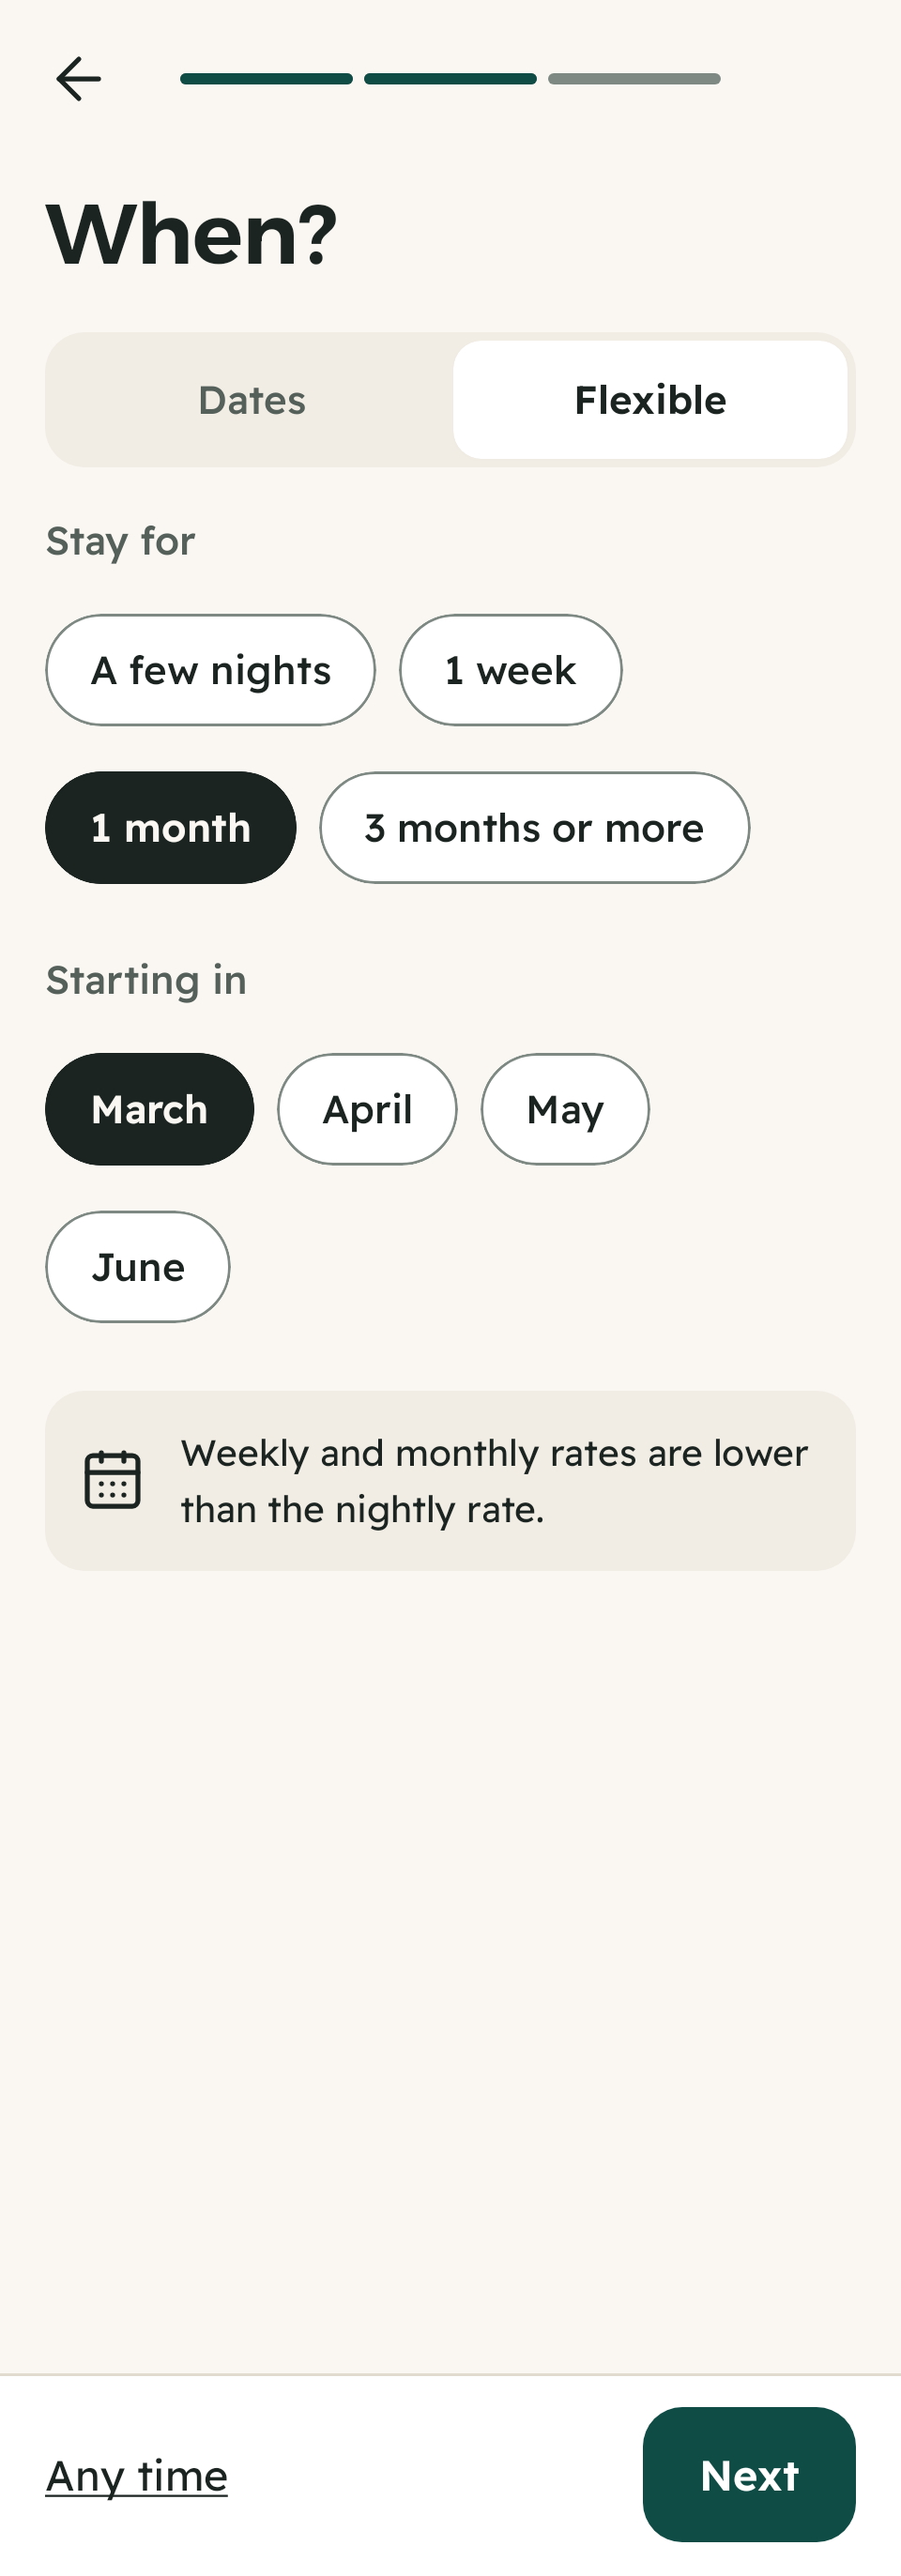 When?
Dates
Flexible
Stay for
A few nights
1 week
1 month
3 months or more
Starting in
March
April
May
June
Weekly and monthly rates are lower
than the nightly rate.
Any time
Next